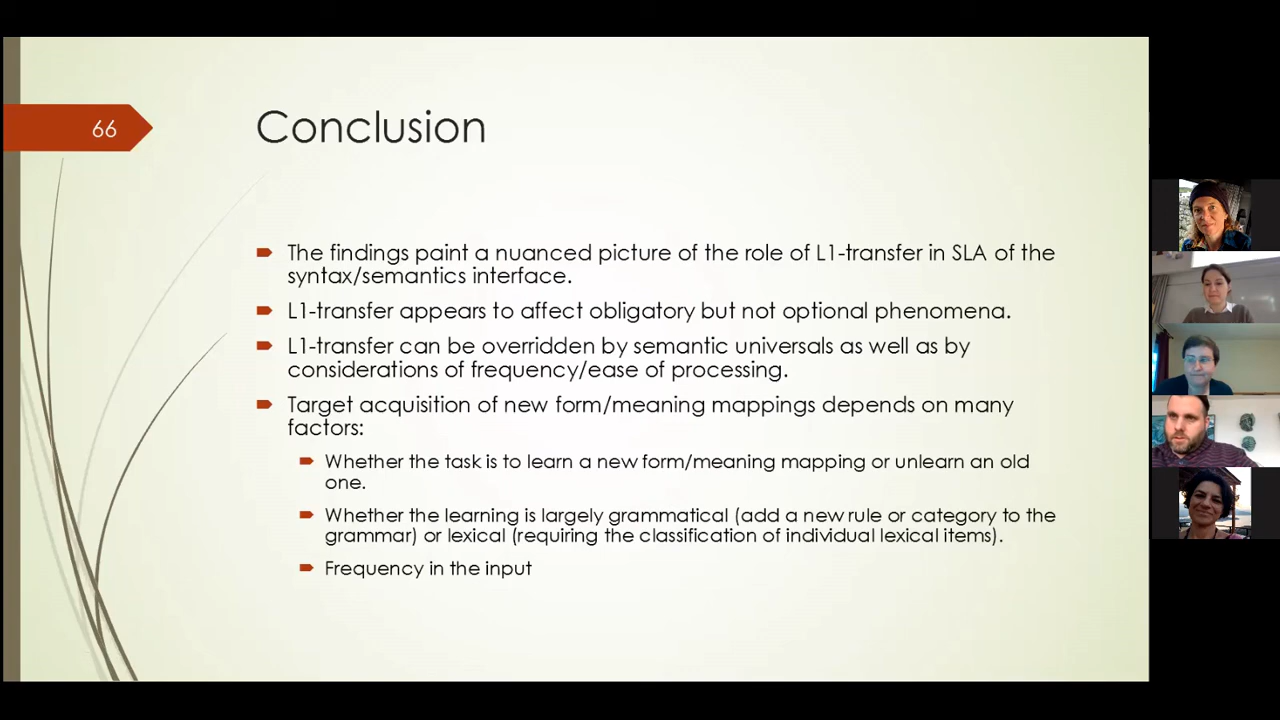 66
Conclusion
The findings paint a nuanced picture of the role of L1-transfer in SLA of the
syntax/semantics interface.
L1-transfer appears to affect obligatory but not optional phenomena.
L1-transfer can be overridden by semantic universals as well as by
considerations of frequency/ease of processing.
Target acquisition of new form/meaning mappings depends on many
factors:
Whether the task is to learn a new form/meaning mapping or unlearn an old
one.
Whether the learning is largely grammatical (add a new rule or category to the
grammar) or lexical (requiring the classification of individual lexical items).
Frequency in the input